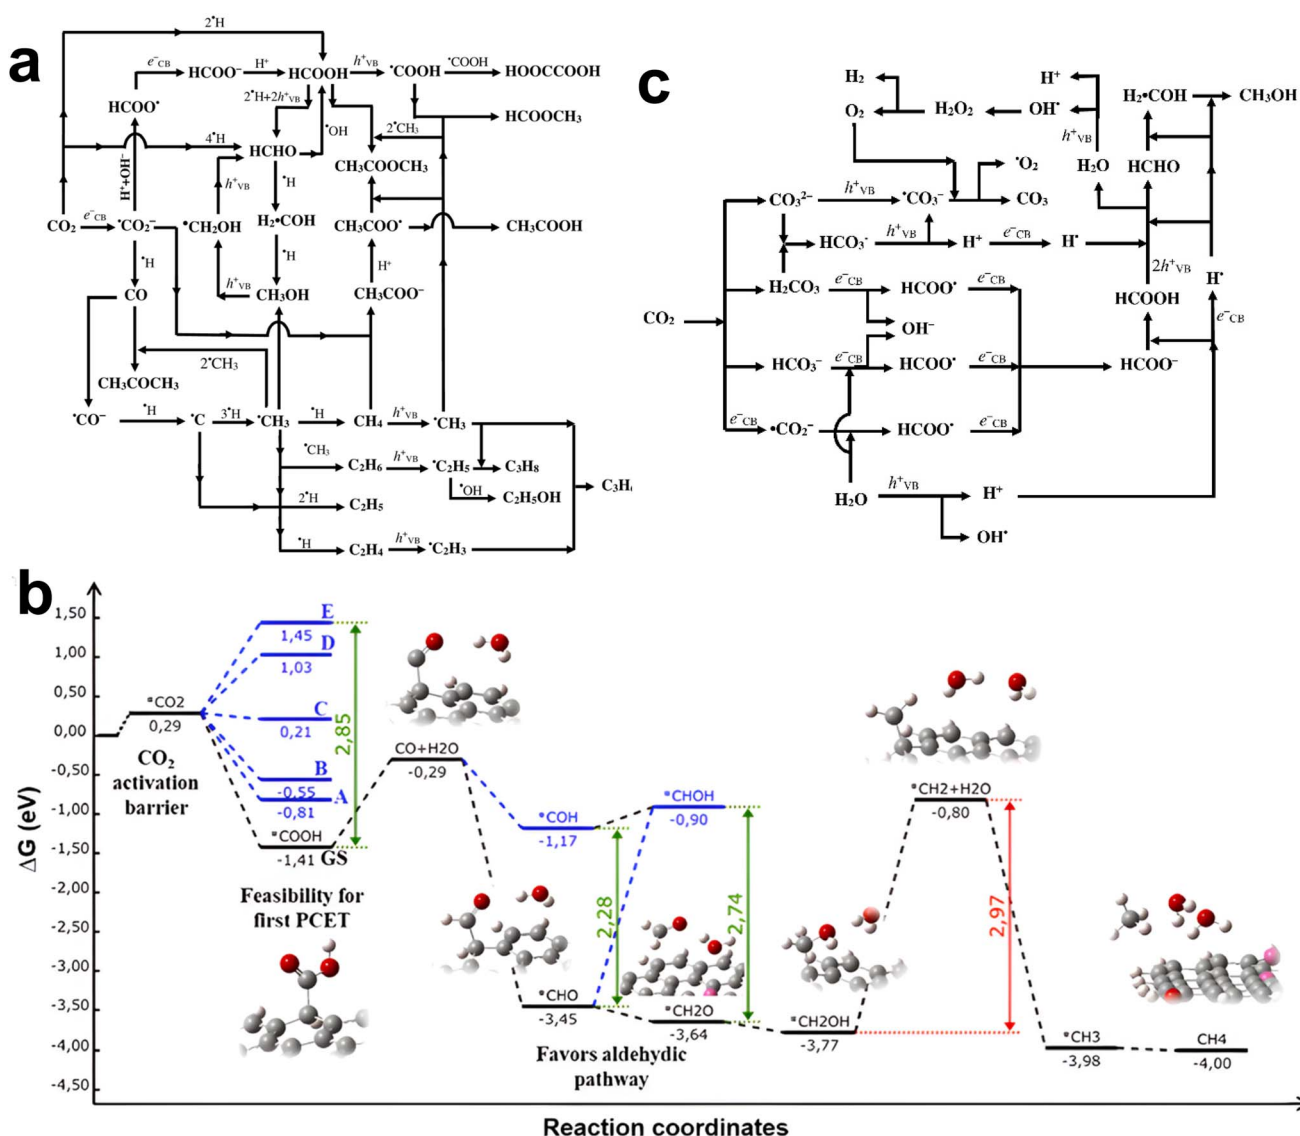 a
2•H
e⁻CB
HCOO⁻
H⁺
HCOOH
h⁺VB
•COOH
•COOH
HOOCCOOH
HCOO•
2•H+2h⁺VB
•OH
HCOOCH₃
2•CH₃
4•H
HCHO
CH₃COOCH₃
H⁺+OH⁻
h⁺VB
•H
CO₂
e⁻CB
•CO₂⁻
•CH₂OH
H₂•COH
CH₃COO•
CH₃COOH
•H
h⁺VB
•H
H⁺
CO
CH₃OH
CH₃COO⁻
2•CH₃
CH₃COCH₃
•CO⁻
•H
•C
3•H
•CH₃
•H
CH₄
h⁺VB
•CH₃
•CH₃
C₂H₆
h⁺VB
•C₂H₅
C₃H₈
2•H
C₂H₅
•OH
C₂H₅OH
C₃H
•H
C₂H₄
h⁺VB
•C₂H₃
c
H₂
H⁺
O₂
H₂O₂
OH•
H₂•COH
CH₃OH
h⁺VB
•O₂
H₂O
HCHO
CO₃²⁻
h⁺VB
•CO₃⁻
CO₃
HCO₃⁻
h⁺VB
H⁺
e⁻CB
H•
2h⁺VB
H•
H₂CO₃
e⁻CB
HCOO•
e⁻CB
HCOOH
CO₂
OH⁻
e⁻CB
HCO₃⁻
e⁻CB
HCOO•
e⁻CB
HCOO⁻
e⁻CB
•CO₂⁻
HCOO•
e⁻CB
H₂O
h⁺VB
H⁺
OH•
b
ΔG (eV)
1,50
1,00
0,50
0,00
-0,50
-1,00
-1,50
-2,00
-2,50
-3,00
-3,50
-4,00
-4,50
*CO2
0,29
CO₂
activation
barrier
E
1,45
D
1,03
C
0,21
B
-0,55
A
-0,81
*COOH
-1,41
GS
2,85
Feasibility for
first PCET
CO+H2O
-0,29
*COH
-1,17
*CHOH
-0,90
2,28
2,74
*CHO
-3,45
*CH2O
-3,64
Favors aldehydic
pathway
*CH2OH
-3,77
*CH2+H2O
-0,80
2,97
*CH3
-3,98
CH4
-4,00
Reaction coordinates